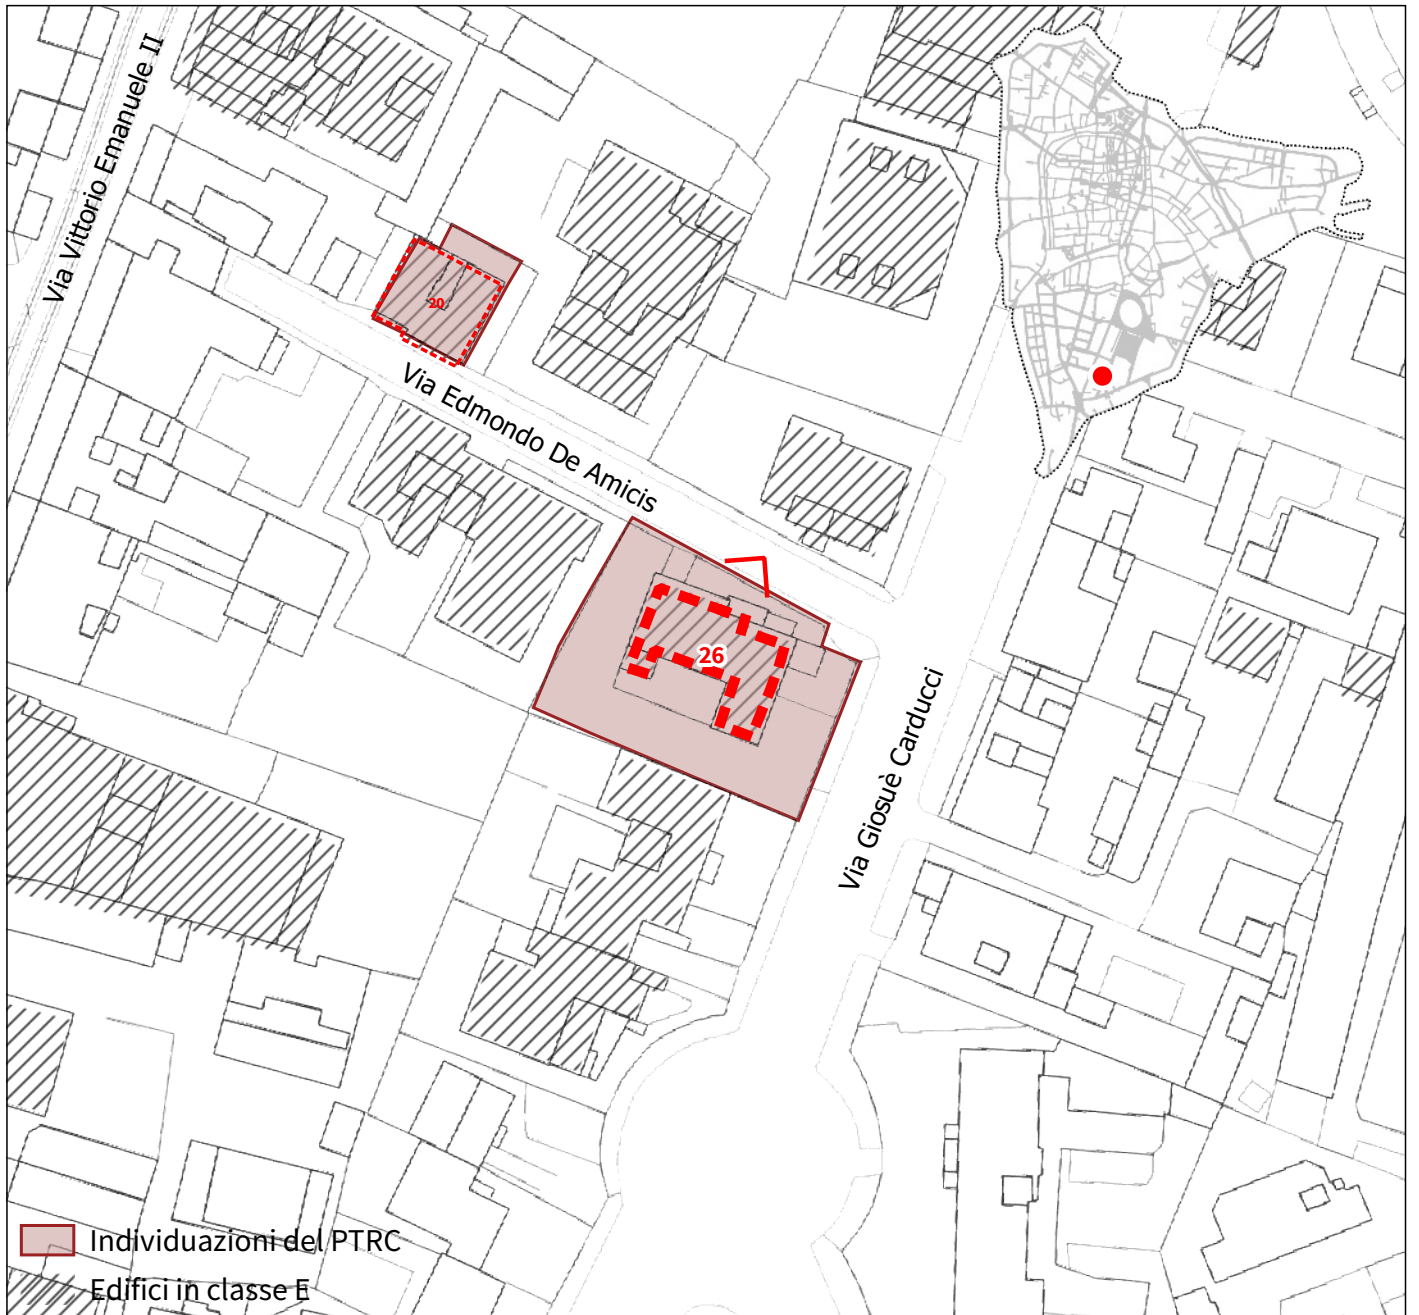 Via Vittorio Emanuele II
20
Via Edmondo De Amicis
26
Via Giosuè Carducci
Individuazioni del PTRC
Edifici in classe E